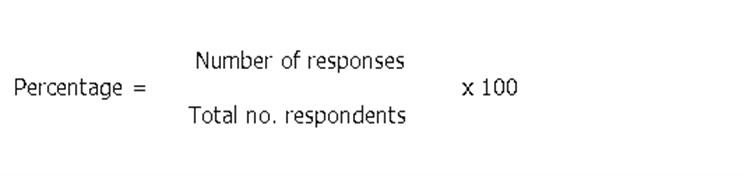 Number of responses
Percentage =
x 100
Total no. respondents